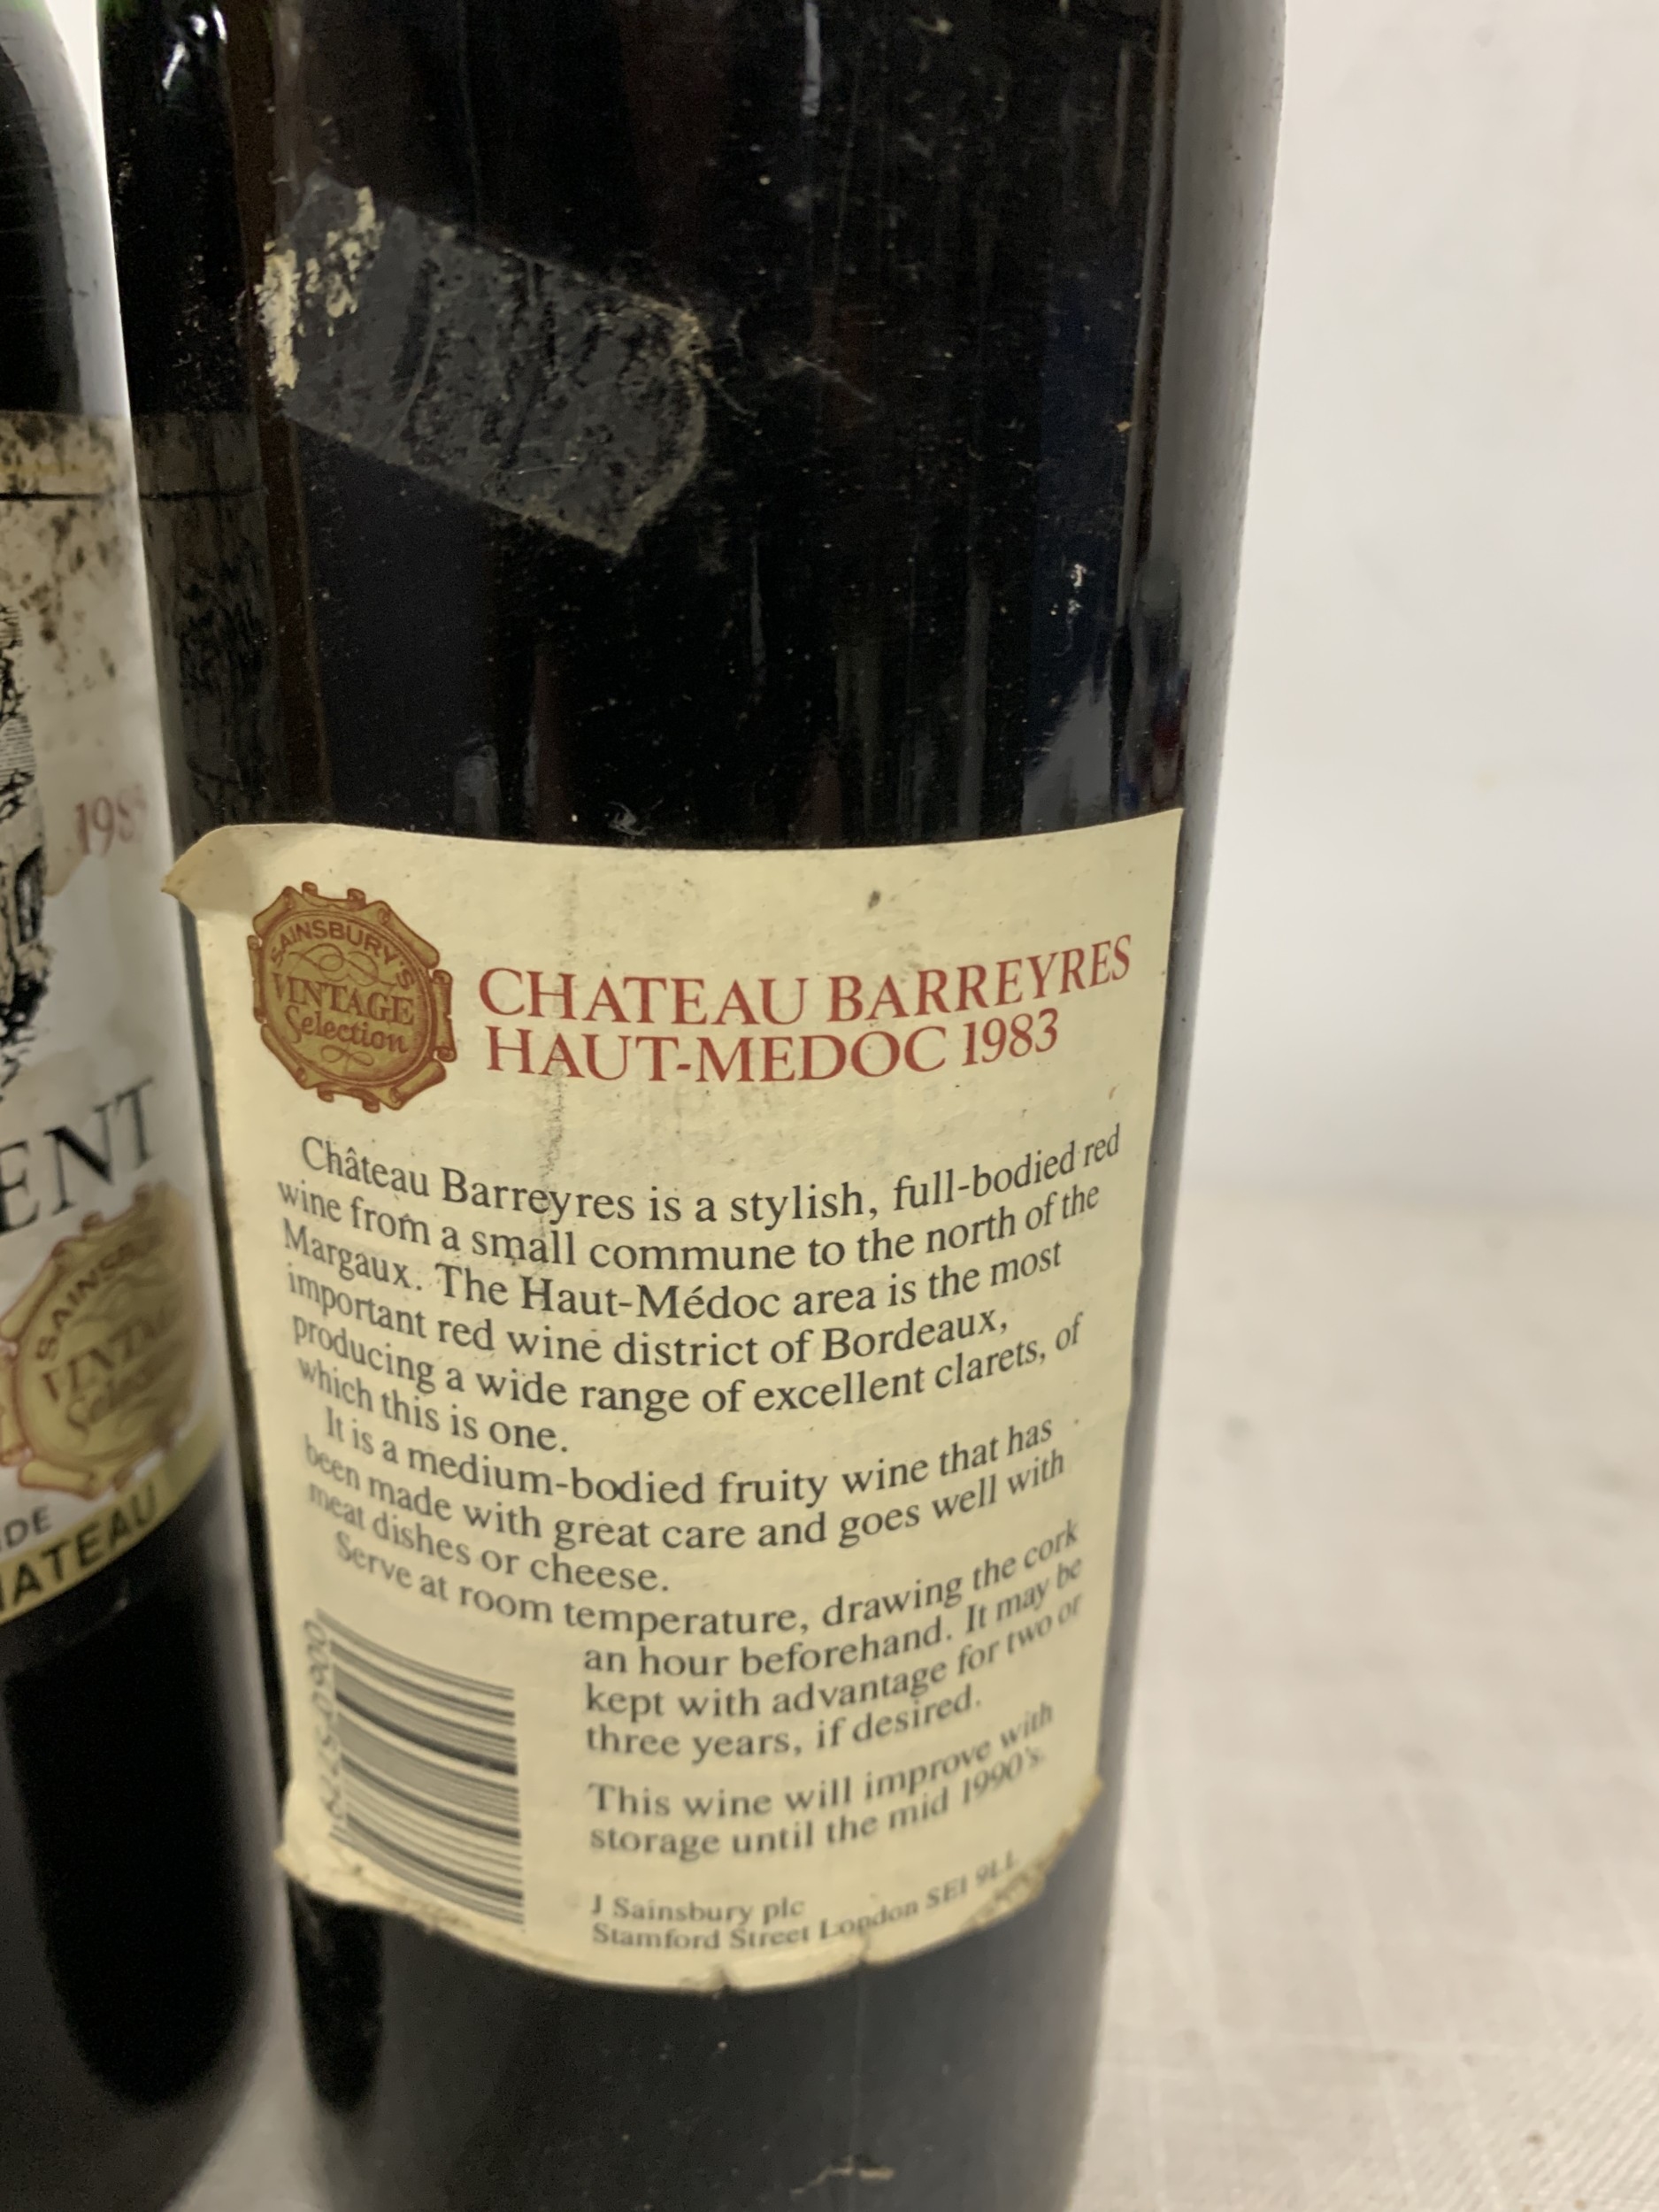 1983
ENT
SAINSBU
VINTA
Selec
DE
HATEAU
SAINSBURY'S
VINTAGE
Selection
CHATEAU BARREYRES
HAUT-MEDOC 1983
Château Barreyres is a stylish, full-bodied red
wine from a small commune to the north of the
Margaux. The Haut-Médoc area is the most
important red wine district of Bordeaux,
producing a wide range of excellent clarets, of
which this is one.
It is a medium-bodied fruity wine that has
been made with great care and goes well with
meat dishes or cheese.
Serve at room temperature, drawing the cork
an hour beforehand. It may be
kept with advantage for two or
three years, if desired.
This wine will improve with
storage until the mid 1990's.
J Sainsbury plc
Stamford Street London SE1 9LL